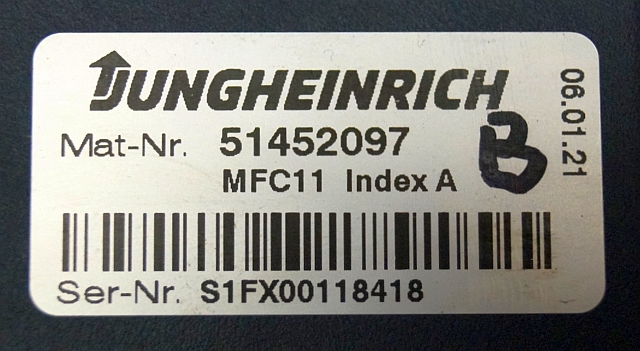 JUNGHEINRICH
Mat-Nr. 51452097
MFC11 Index A
B
06.01.21
Ser-Nr. S1FX00118418